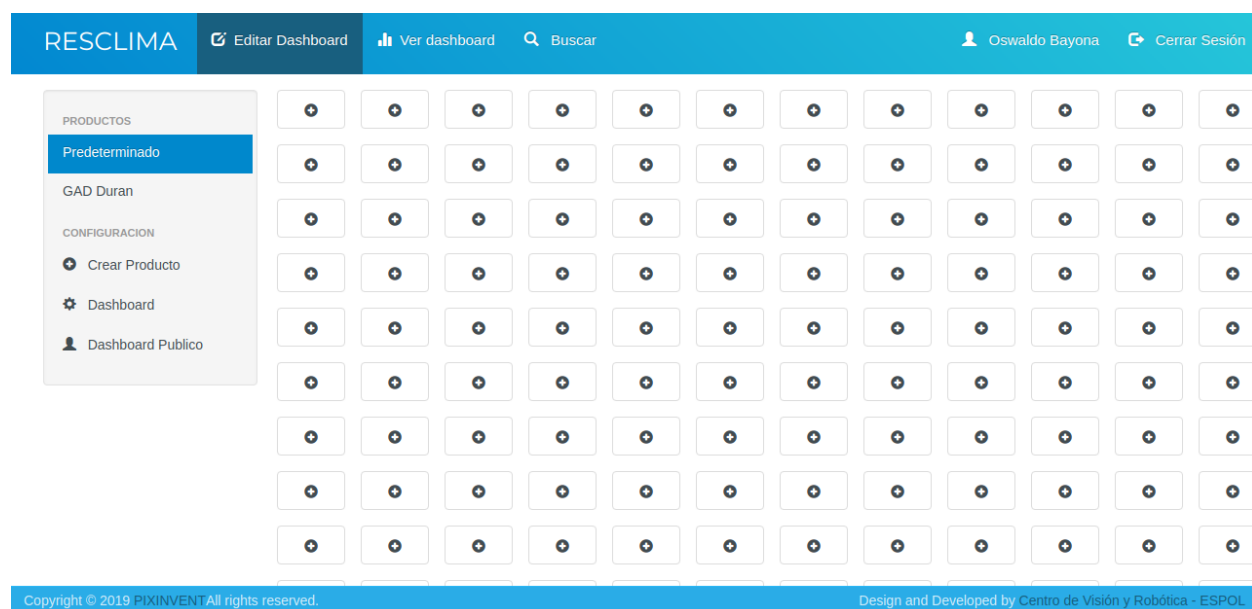 RESCLIMA Editar Dashboard Ver dashboard Buscar Oswaldo Bayona Cerrar Sesión
PRODUCTOS
Predeterminado
GAD Duran
CONFIGURACION
Crear Producto
Dashboard
Dashboard Publico
Copyright © 2019 PIXINVENTAll rights reserved. Design and Developed by Centro de Visión y Robótica - ESPOL